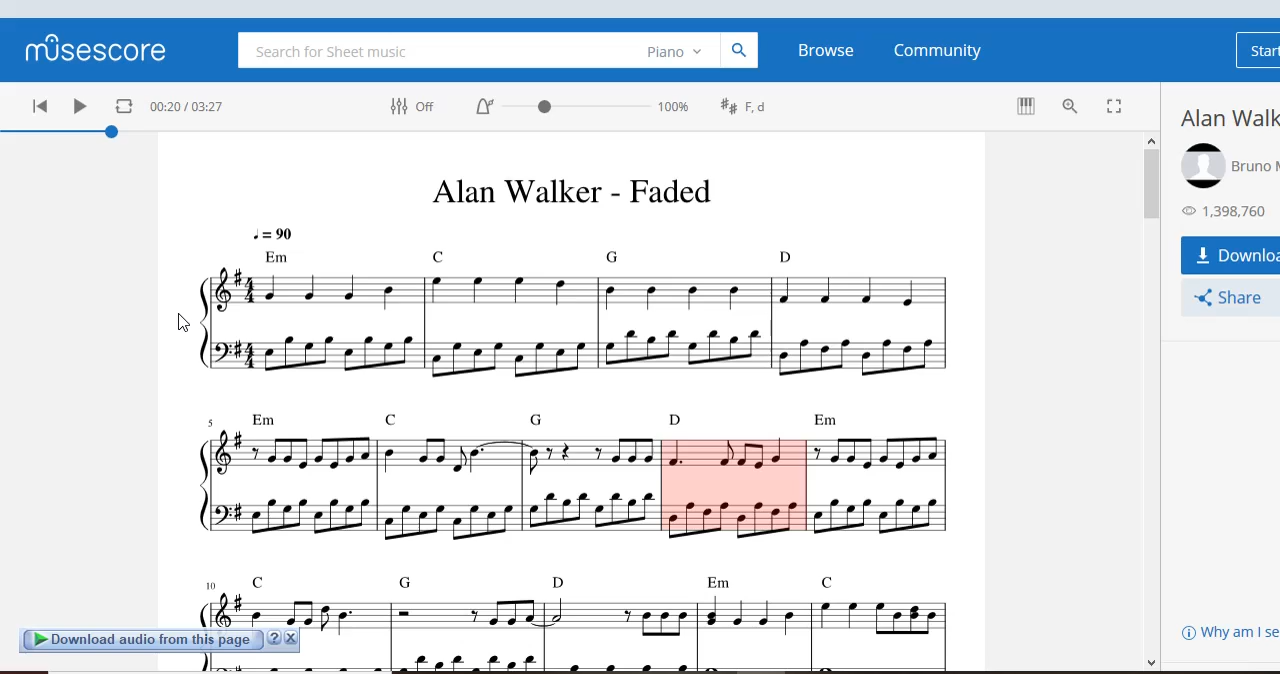 musescore
Search for Sheet music Piano
Browse Community Start
00:20 / 03:27 Off 100% F, d
Alan Walk
Bruno M
1,398,760
Downloa
Share
Alan Walker - Faded
♩ = 90
Em C G D
5
Em C G D Em
10
C G D Em C
Download audio from this page ?
Why am I se